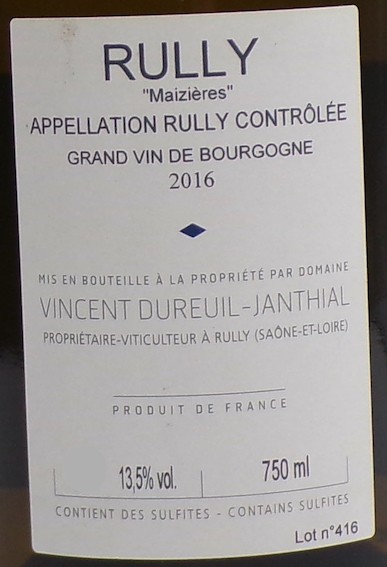 RULLY
"Maizières"
APPELLATION RULLY CONTRÔLÉE
GRAND VIN DE BOURGOGNE
2016
MIS EN BOUTEILLE À LA PROPRIÉTÉ PAR DOMAINE
VINCENT DUREUIL-JANTHIAL
PROPRIÉTAIRE-VITICULTEUR À RULLY (SAÔNE-ET-LOIRE)
PRODUIT DE FRANCE
13,5% vol. 750 ml
CONTIENT DES SULFITES - CONTAINS SULFITES
Lot n°416